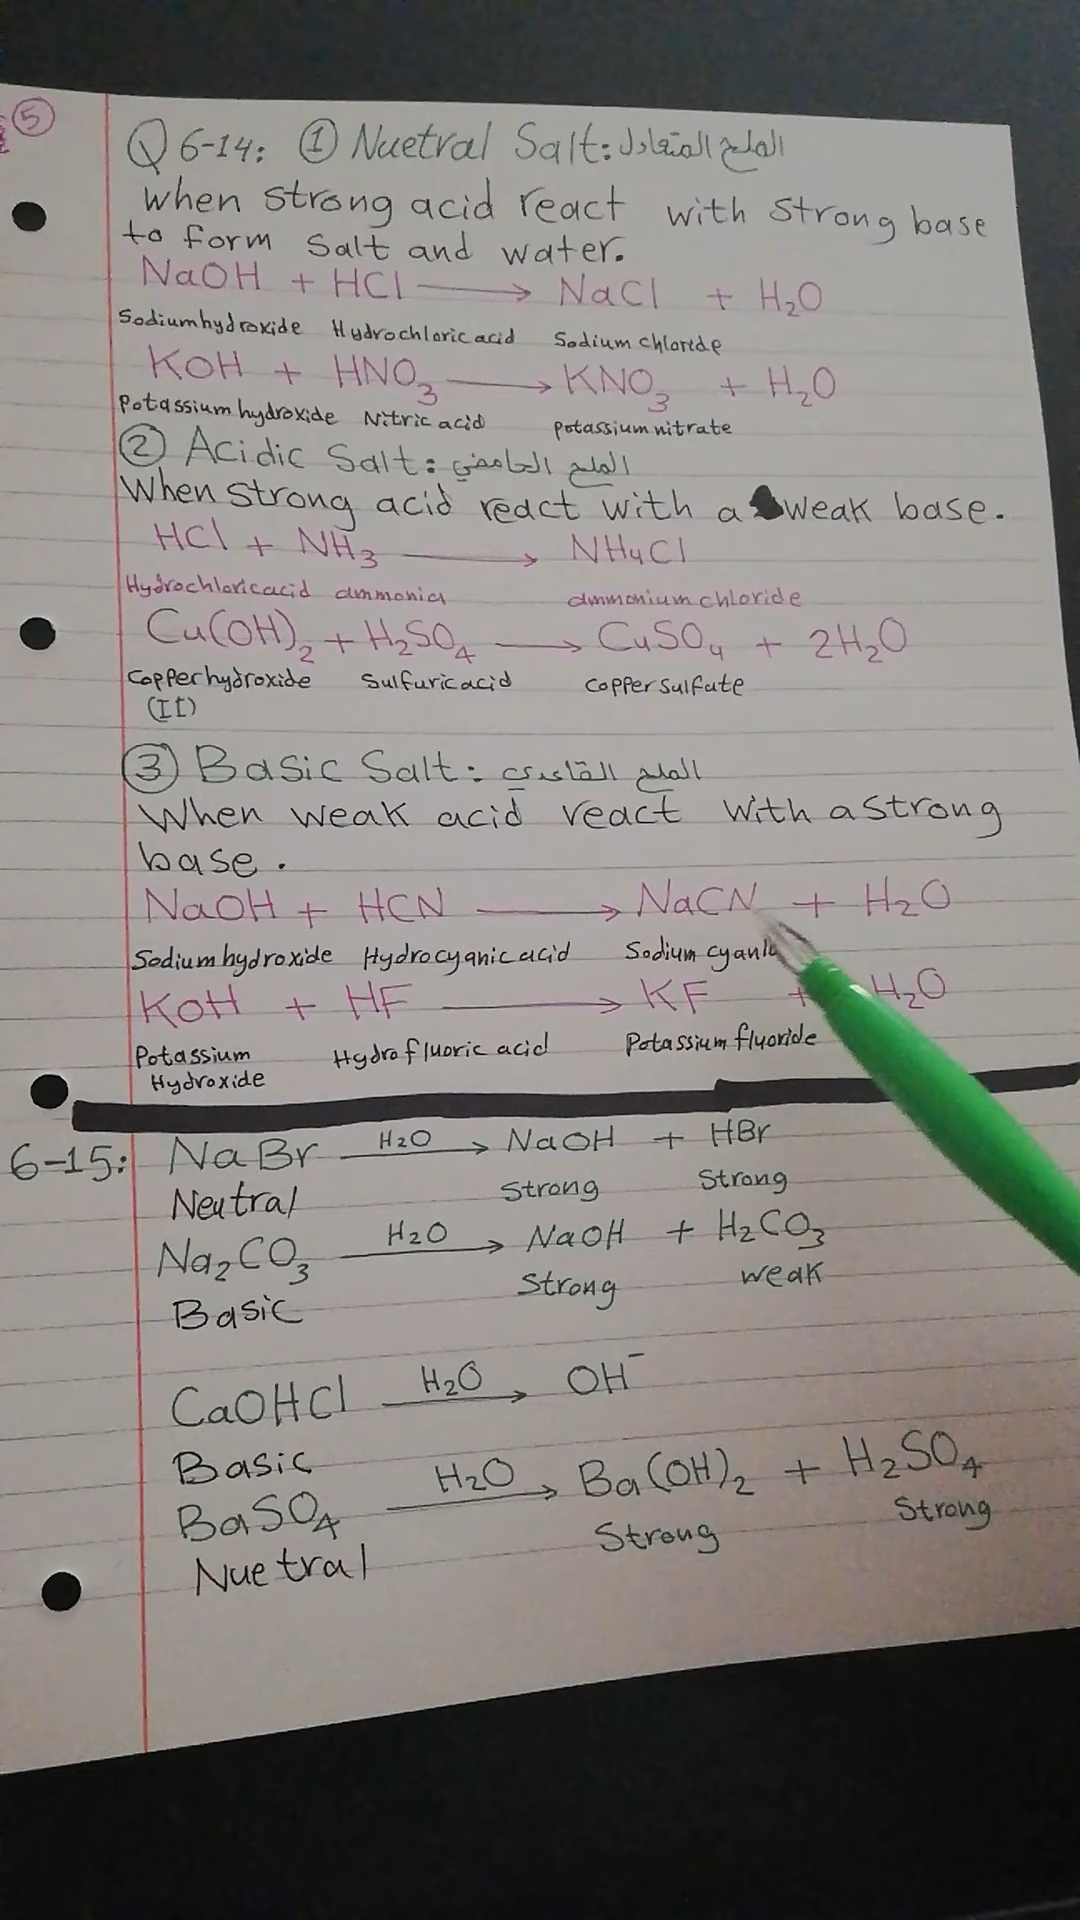 5
Q 6-14: ① Nuetral Salt: الملح المتعادل
when strong acid react with strong base
to form Salt and water.
NaOH + HCl ⟶ NaCl + H₂O
Sodium hydroxide Hydrochloric acid Sodium chloride
KOH + HNO₃ ⟶ KNO₃ + H₂O
Potassium hydroxide Nitric acid potassium nitrate
② Acidic Salt: الملح الحامضي
When strong acid react with a weak base.
HCl + NH₃ ⟶ NH₄Cl
Hydrochloric acid ammonia ammonium chloride
Cu(OH)₂ + H₂SO₄ ⟶ CuSO₄ + 2H₂O
Copper hydroxide Sulfuric acid Copper sulfate
(II)
③ Basic Salt: الملح القاعدي
When weak acid react with a strong
base.
NaOH + HCN ⟶ NaCN + H₂O
Sodium hydroxide Hydrocyanic acid Sodium
KOH + HF ⟶ KF + H₂O
Potassium Hydrofluoric acid Potassium fluoride
Hydroxide
6-15: NaBr H₂O⟶ NaOH + HBr
Neutral Strong Strong
Na₂CO₃ H₂O⟶ NaOH + H₂CO₃
Basic Strong weak
CaOHCl H₂O⟶ OH⁻
Basic
BaSO₄ H₂O⟶ Ba(OH)₂ + H₂SO₄
Nuetral Strong Strong